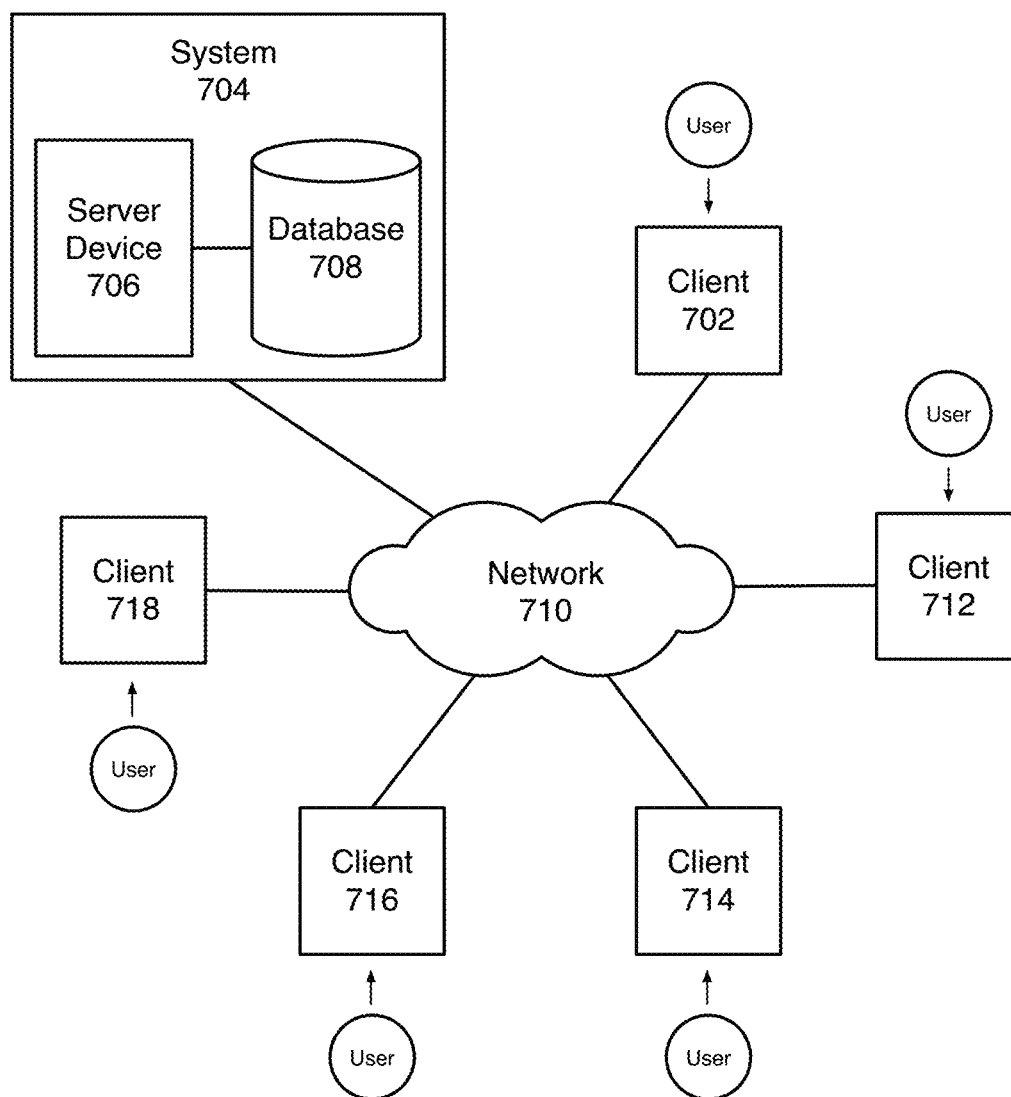 System
704
Server
Device
706
Database
708
User
Client
702
User
Client
712
Network
710
Client
718
User
Client
716
User
Client
714
User